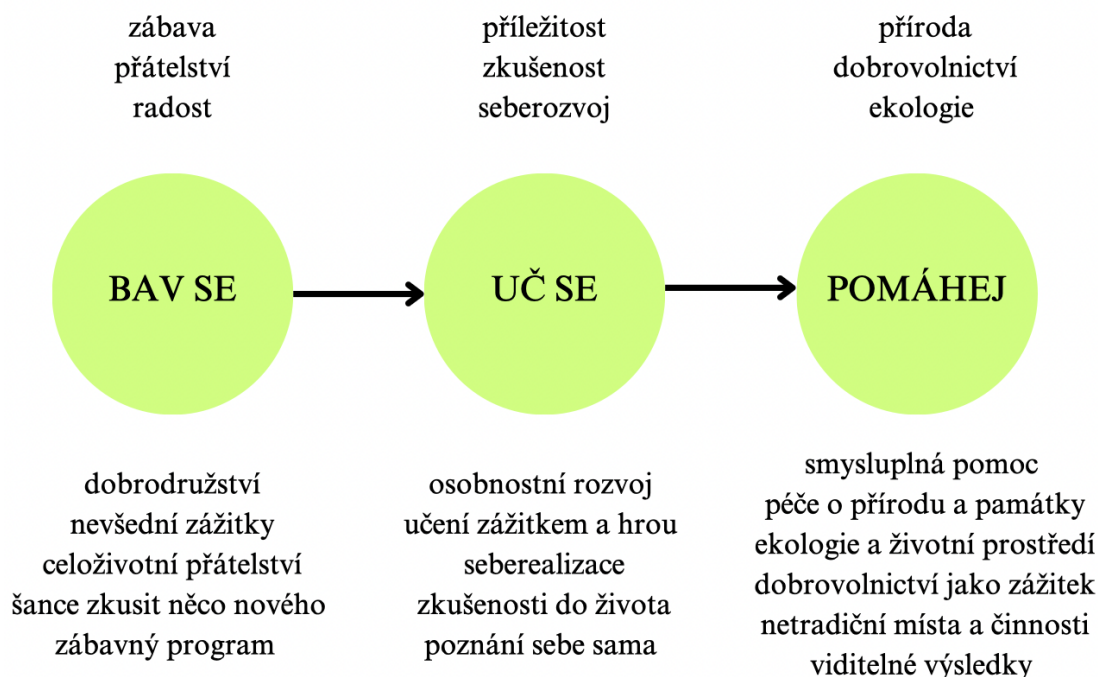 zábava
přátelství
radost
BAV SE
dobrodružství
nevšední zážitky
celoživotní přátelství
šance zkusit něco nového
zábavný program
příležitost
zkušenost
seberozvoj
UČ SE
osobnostní rozvoj
učení zážitkem a hrou
seberealizace
zkušenosti do života
poznání sebe sama
příroda
dobrovolnictví
ekologie
POMÁHEJ
smysluplná pomoc
péče o přírodu a památky
ekologie a životní prostředí
dobrovolnictví jako zážitek
netradiční místa a činnosti
viditelné výsledky